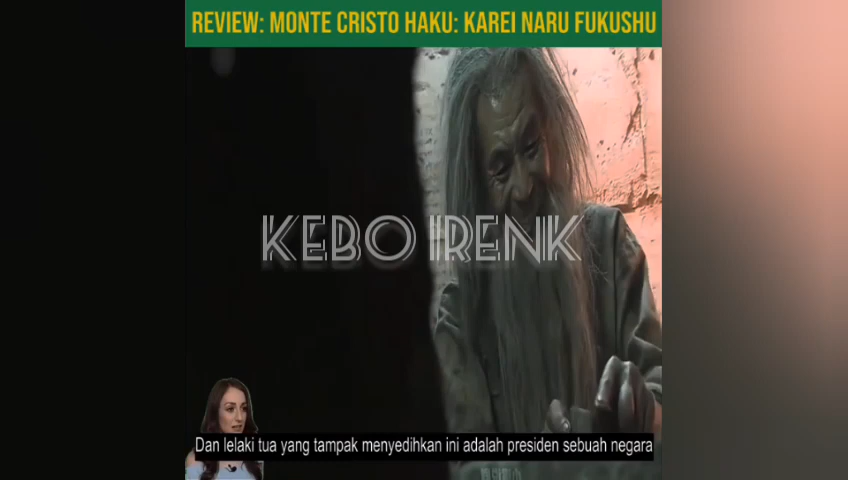 REVIEW: MONTE CRISTO HAKU: KAREI NARU FUKUSHU
KEBO IRENK
Dan lelaki tua yang tampak menyedihkan ini adalah presiden sebuah negara